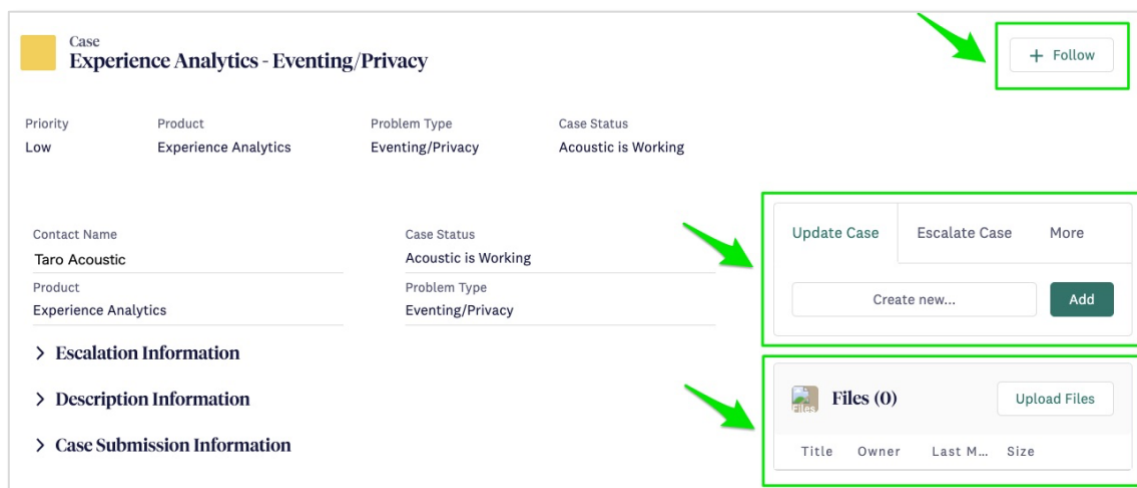 Case
Experience Analytics - Eventing/Privacy
+ Follow
Priority Product Problem Type Case Status
Low Experience Analytics Eventing/Privacy Acoustic is Working
Contact Name Case Status
Taro Acoustic Acoustic is Working
Product Problem Type
Experience Analytics Eventing/Privacy
> Escalation Information
> Description Information
> Case Submission Information
Update Case Escalate Case More
Create new... Add
Files
Files (0) Upload Files
Title Owner Last M... Size